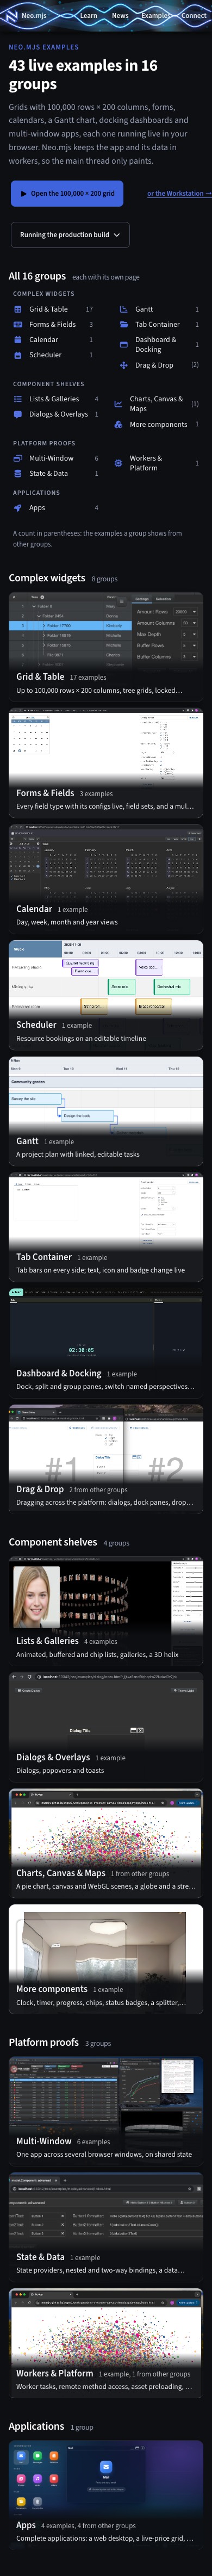 Neo.mjs Learn News Examples Connect
NEO.MJS EXAMPLES
43 live examples in 16
groups
Grids with 100,000 rows × 200 columns, forms,
calendars, a Gantt chart, docking dashboards and
multi-window apps, each one running live in your
browser. Neo.mjs keeps the app and its data in
workers, so the main thread only paints.
Open the 100,000 × 200 grid
or the Workstation →
Running the production build
All 16 groups each with its own page
COMPLEX WIDGETS
Grid & Table 17
Forms & Fields 3
Calendar 1
Scheduler 1
Gantt 1
Tab Container 1
Dashboard &
Docking 1
Drag & Drop (2)
COMPONENT SHELVES
Lists & Galleries 4
Dialogs & Overlays 1
Charts, Canvas &
Maps (1)
More components 1
PLATFORM PROOFS
Multi-Window 6
State & Data 1
Workers &
Platform 1
APPLICATIONS
Apps 4
A count in parentheses: the examples a group shows from
other groups.
Complex widgets 8 groups
Grid & Table 17 examples
Up to 100,000 rows × 200 columns, tree grids, locked…
Forms & Fields 3 examples
Every field type with its configs live, field sets, and a mul…
Calendar 1 example
Day, week, month and year views
Scheduler 1 example
Resource bookings on an editable timeline
Community garden
Survey the site
Design the beds
Gantt 1 example
A project plan with linked, editable tasks
Tab Container 1 example
Tab bars on every side; text, icon and badge change live
02:30:05
Dashboard & Docking 1 example
Dock, split and group panes, switch named perspectives…
#1 #2
Drag & Drop 2 from other groups
Dragging across the platform: dialogs, dock panes, drop…
Component shelves 4 groups
Lists & Galleries 4 examples
Animated, buffered and chip lists, galleries, a 3D helix
Dialog Title
Dialogs & Overlays 1 example
Dialogs, popovers and toasts
Charts, Canvas & Maps 1 from other groups
A pie chart, canvas and WebGL scenes, a globe and a stre…
More components 1 example
Clock, timer, progress, chips, status badges, a splitter,…
Platform proofs 3 groups
Multi-Window 6 examples
One app across several browser windows, on shared state
State & Data 1 example
State providers, nested and two-way bindings, a data…
Workers & Platform 1 example, 1 from other groups
Worker tasks, remote method access, asset preloading, …
Applications 1 group
Apps 4 examples, 4 from other groups
Complete applications: a web desktop, a live-price grid, …